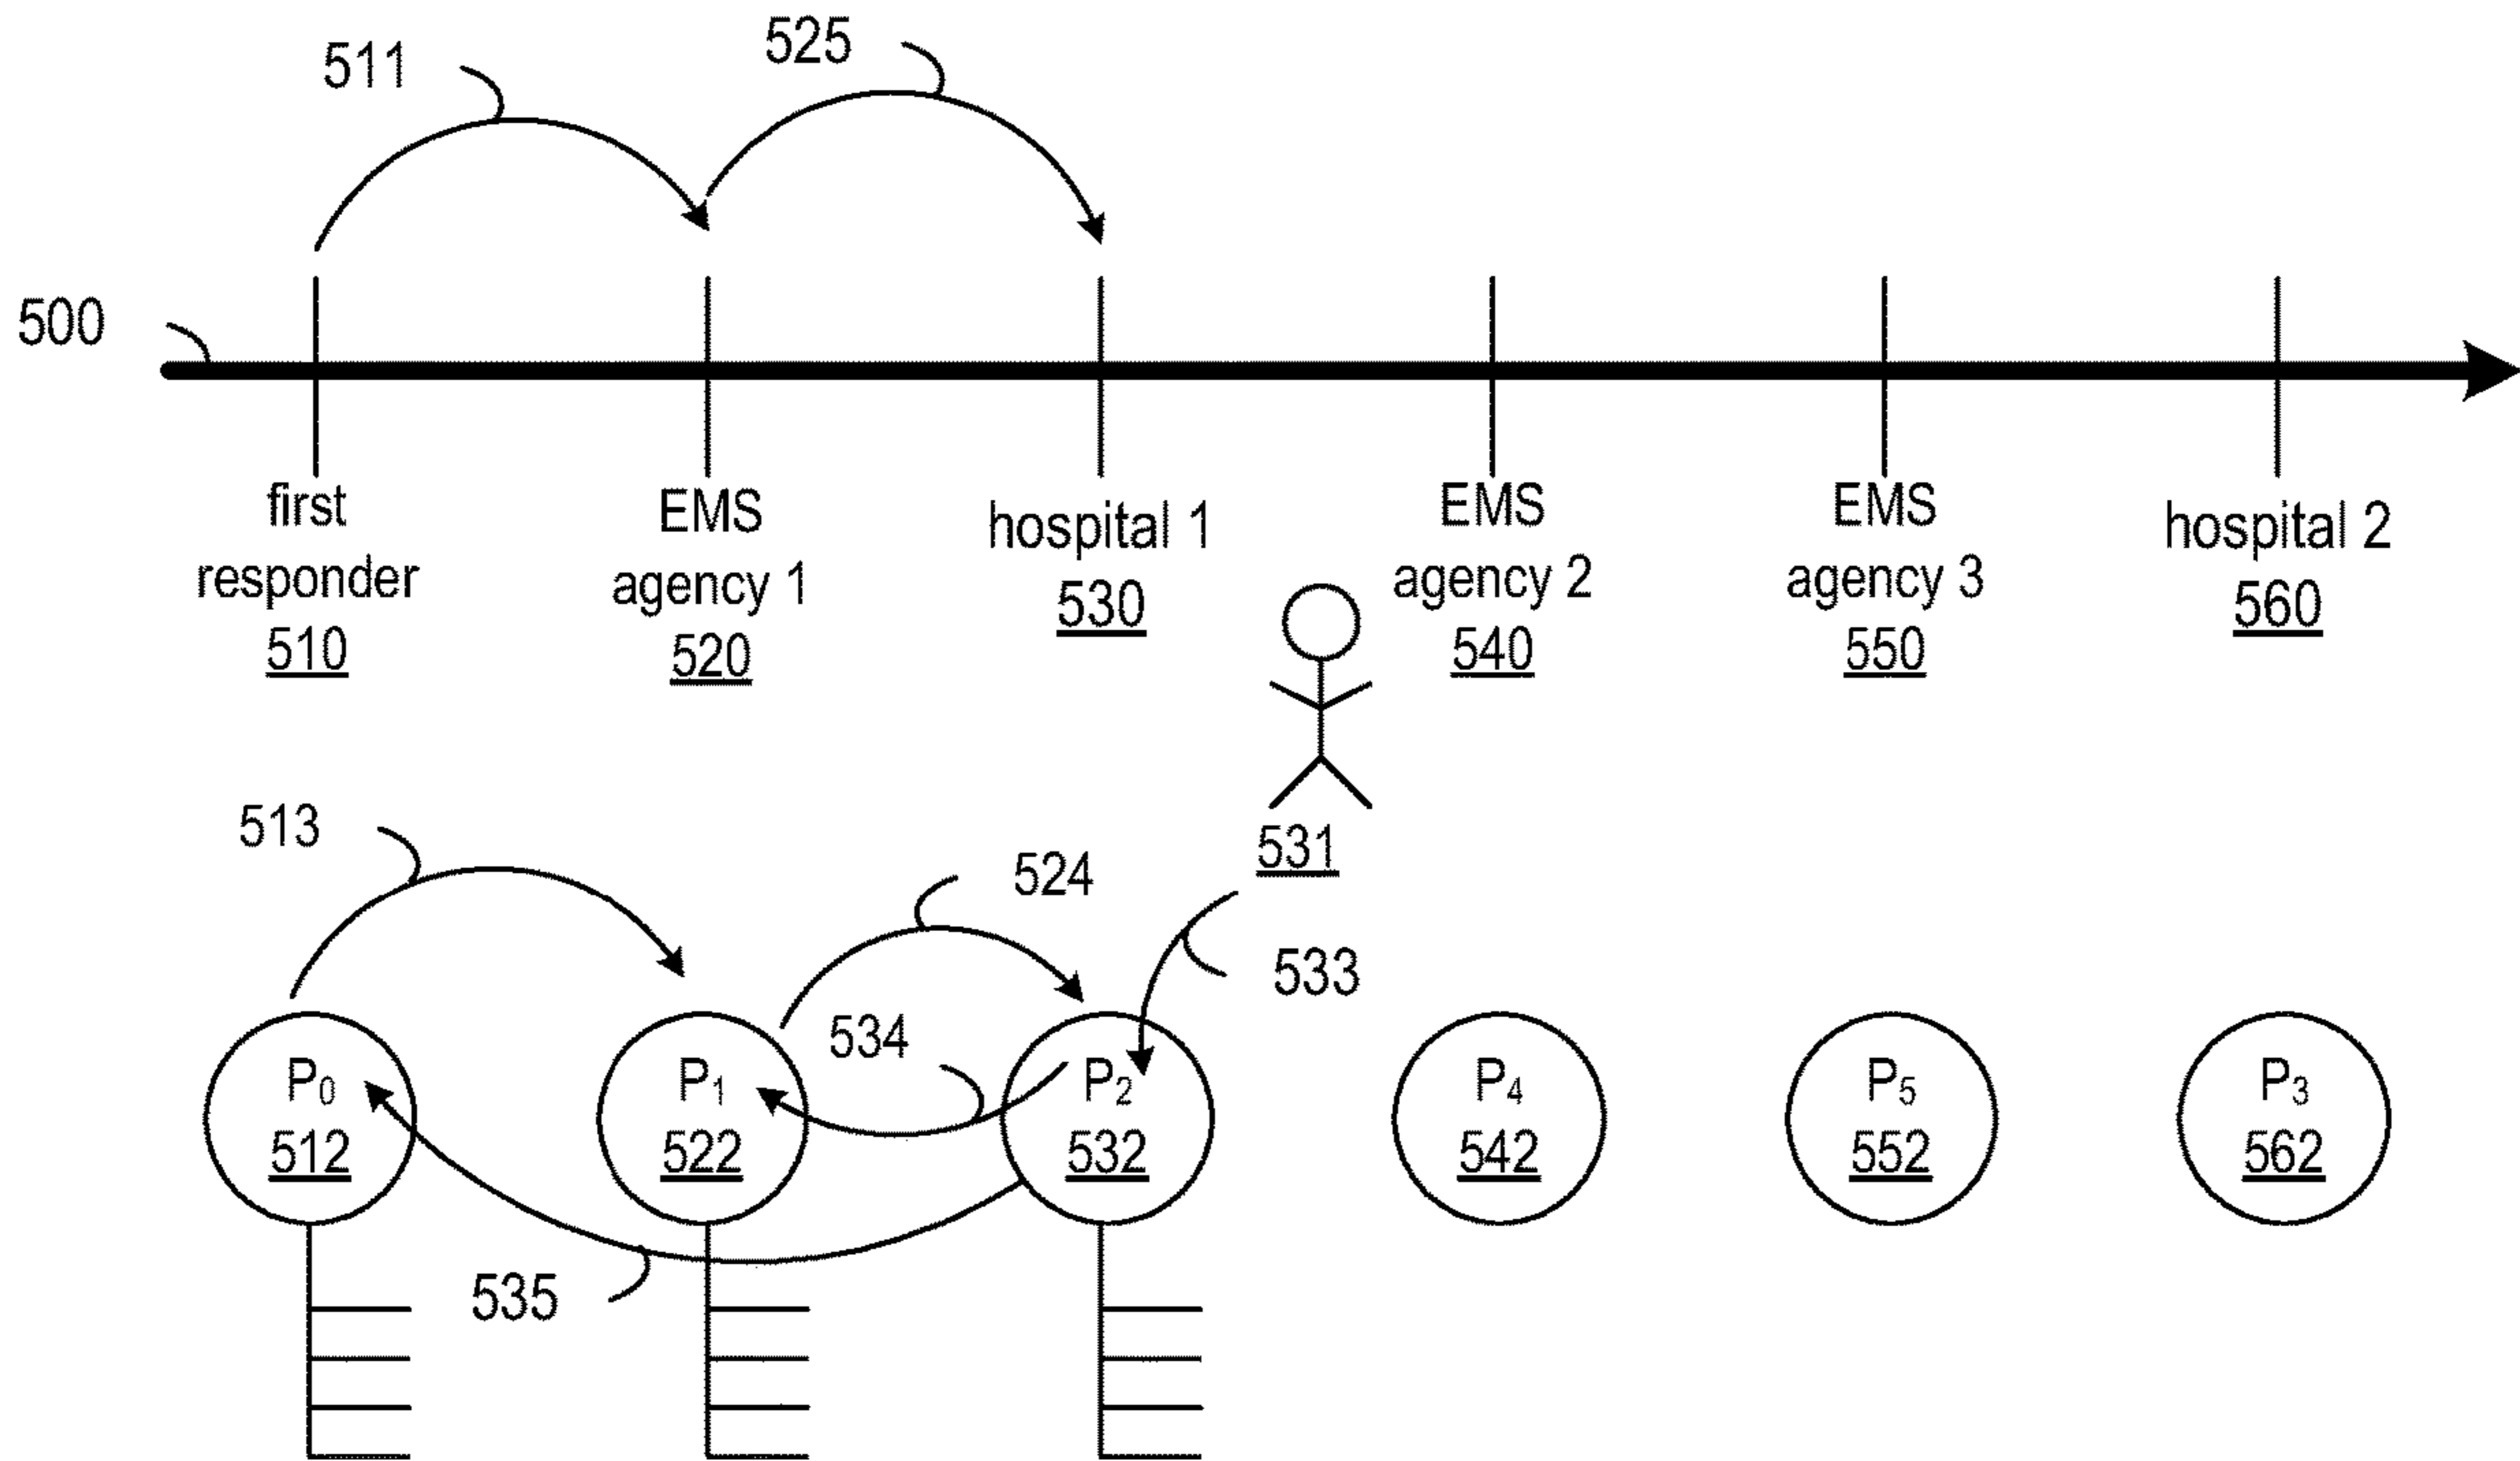 511
525
500
first
responder
510
EMS
agency 1
520
hospital 1
530
EMS
agency 2
540
EMS
agency 3
550
hospital 2
560
531
513
524
533
534
P0
512
P1
522
P2
532
P4
542
P5
552
P3
562
535